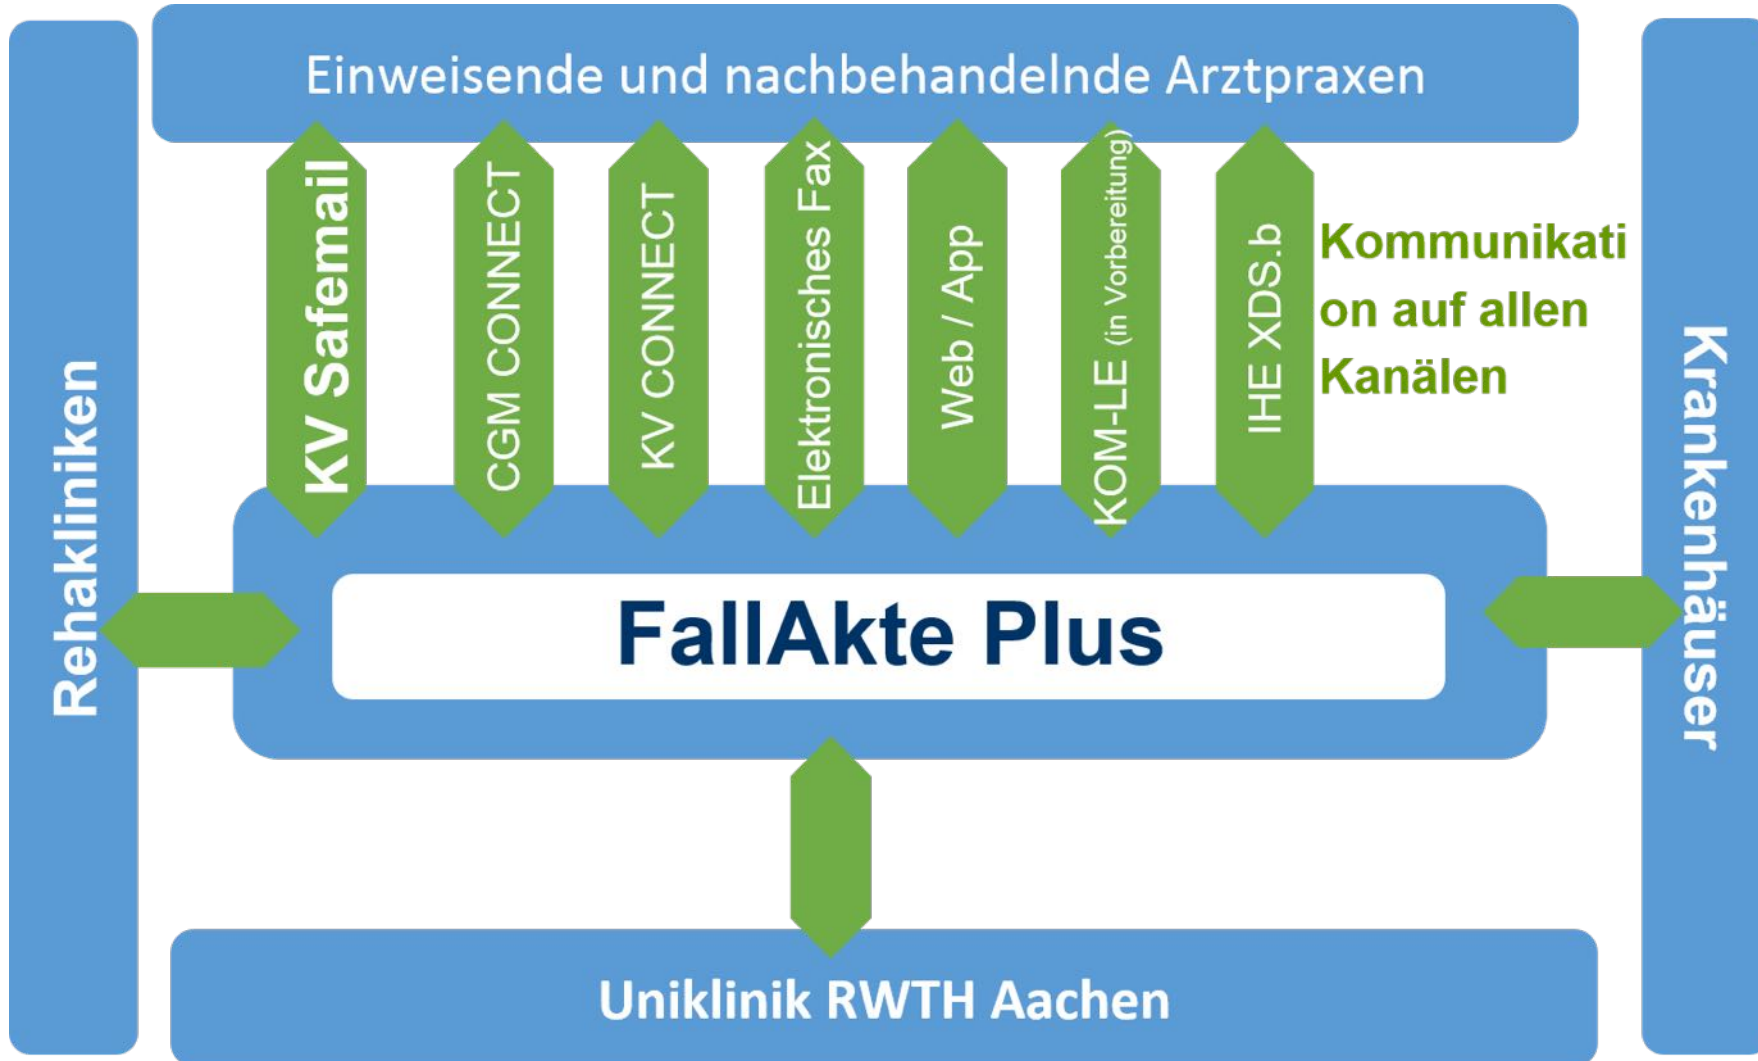 Einweisende und nachbehandelnde Arztpraxen
Rehakliniken
KV Safemail
CGM CONNECT
KV CONNECT
Elektronisches Fax
Web / App
KOM-LE (in Vorbereitung)
IHE XDS.b
Kommunikati
on auf allen
Kanälen
Krankenhäuser
FallAkte Plus
Uniklinik RWTH Aachen